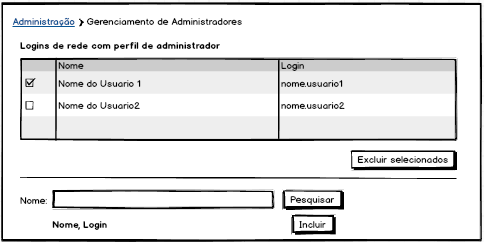 Administração > Gerenciamento de Administradores
Logins de rede com perfil de administrador
Nome Login
Nome do Usuario 1 nome.usuario1
Nome do Usuario2 nome.usuario2
Excluir selecionados
Nome: Pesquisar
Nome, Login Incluir